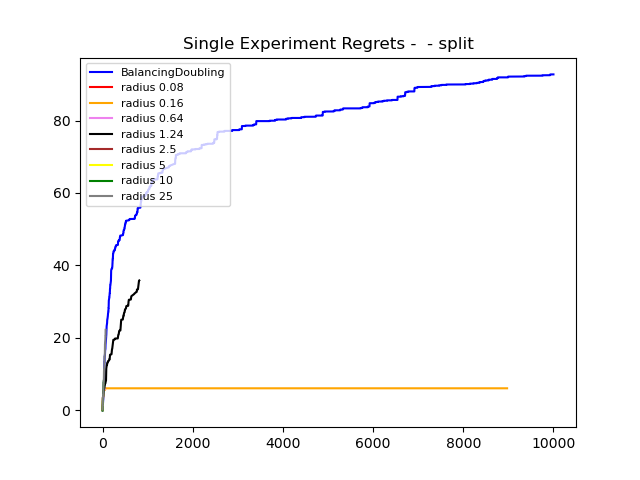 Single Experiment Regrets -  - split
BalancingDoubling
radius 0.08
radius 0.16
radius 0.64
radius 1.24
radius 2.5
radius 5
radius 10
radius 25
80
60
40
20
0
0 2000 4000 6000 8000 10000